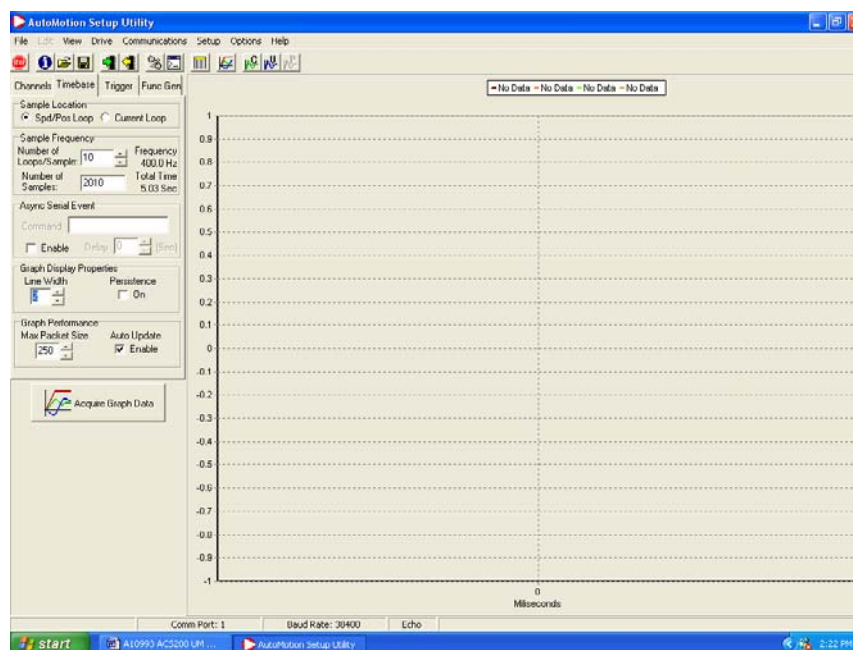 AutoMotion Setup Utility
File Edit View Drive Communications Setup Options Help
Channels Timebase Trigger Func Gen
- No Data - No Data - No Data - No Data
Sample Location
Spd/Pos Loop Current Loop
Sample Frequency
Number of Loops/Sample: 10 Frequency 400.0 Hz
Number of Samples: 2010 Total Time 5.03 Sec
Async Serial Event
Command
Enable Delay 0 (Sec)
Graph Display Properties
Line Width Persistence
On
Graph Performance
Max Packet Size Auto Update
250 Enable
Acquire Graph Data
1
0.9
0.8
0.7
0.6
0.5
0.4
0.3
0.2
0.1
0
-0.1
-0.2
-0.3
-0.4
-0.5
-0.6
-0.7
-0.8
-0.9
-1
0
Miliseconds
Comm Port: 1 Baud Rate: 38400 Echo
start A10993 AC5200 UM ... AutoMotion Setup Utility 2:22 PM